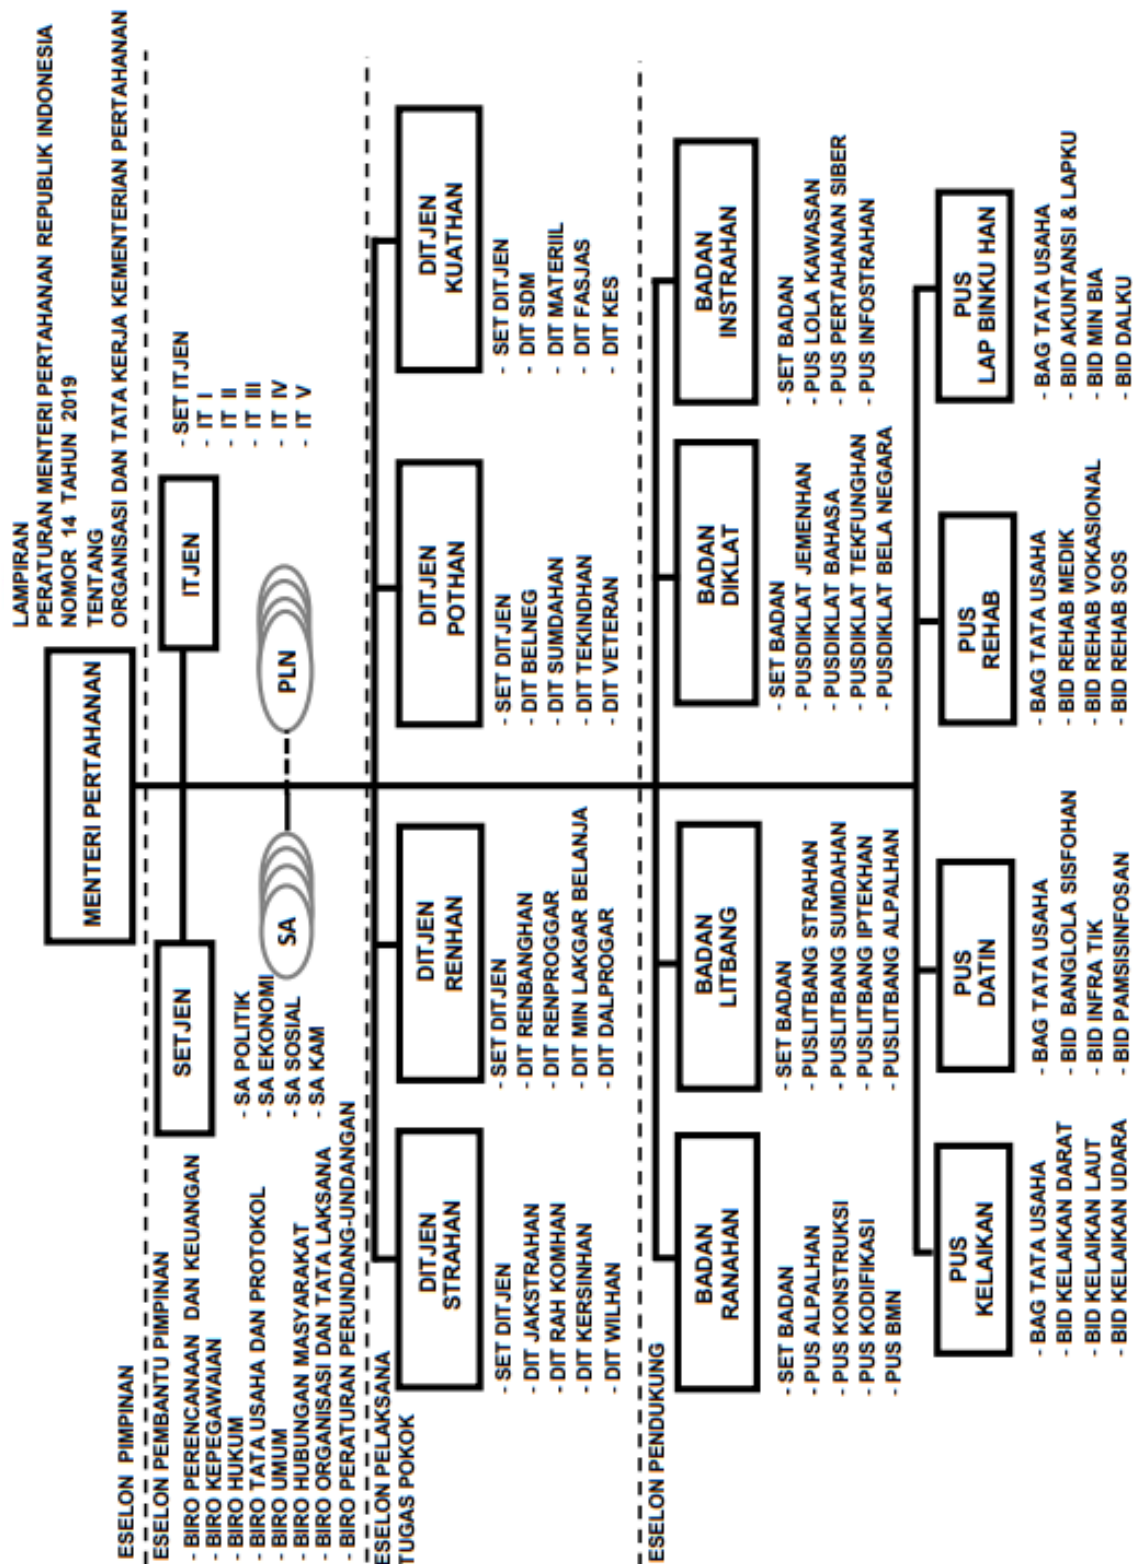 LAMPIRAN
PERATURAN MENTERI PERTAHANAN REPUBLIK INDONESIA
NOMOR 14 TAHUN 2019
TENTANG
ORGANISASI DAN TATA KERJA KEMENTERIAN PERTAHANAN
MENTERI PERTAHANAN
ESELON PIMPINAN
ESELON PEMBANTU PIMPINAN
SETJEN
- BIRO PERENCANAAN DAN KEUANGAN
- BIRO KEPEGAWAIAN
- BIRO HUKUM
- BIRO TATA USAHA DAN PROTOKOL
- BIRO UMUM
- BIRO HUBUNGAN MASYARAKAT
- BIRO ORGANISASI DAN TATA LAKSANA
- BIRO PERATURAN PERUNDANG-UNDANGAN
- SA POLITIK
- SA EKONOMI
- SA SOSIAL
- SA KAM
SA
PLN
ITJEN
- SET ITJEN
- IT I
- IT II
- IT III
- IT IV
- IT V
ESELON PELAKSANA
TUGAS POKOK
DITJEN
STRAHAN
- SET DITJEN
- DIT JAKSTRAHAN
- DIT RAH KOMHAN
- DIT KERSINHAN
- DIT WILHAN
DITJEN
RENHAN
- SET DITJEN
- DIT RENBANGHAN
- DIT RENPROGGAR
- DIT MIN LAKGAR BELANJA
- DIT DALPROGAR
DITJEN
POTHAN
- SET DITJEN
- DIT BELNEG
- DIT SUMDAHAN
- DIT TEKINDHAN
- DIT VETERAN
DITJEN
KUATHAN
- SET DITJEN
- DIT SDM
- DIT MATERIIL
- DIT FASJAS
- DIT KES
ESELON PENDUKUNG
BADAN
RANAHAN
- SET BADAN
- PUS ALPALHAN
- PUS KONSTRUKSI
- PUS KODIFIKASI
- PUS BMN
BADAN
LITBANG
- SET BADAN
- PUSLITBANG STRAHAN
- PUSLITBANG SUMDAHAN
- PUSLITBANG IPTEKHAN
- PUSLITBANG ALPALHAN
BADAN
DIKLAT
- SET BADAN
- PUSDIKLAT JEMENHAN
- PUSDIKLAT BAHASA
- PUSDIKLAT TEKFUNGHAN
- PUSDIKLAT BELA NEGARA
BADAN
INSTRAHAN
- SET BADAN
- PUS LOLA KAWASAN
- PUS PERTAHANAN SIBER
- PUS INFOSTRAHAN
PUS
KELAIKAN
- BAG TATA USAHA
- BID KELAIKAN DARAT
- BID KELAIKAN LAUT
- BID KELAIKAN UDARA
PUS
DATIN
- BAG TATA USAHA
- BID BANGLOLA SISFOHAN
- BID INFRA TIK
- BID PAMSISINFOSAN
PUS
REHAB
- BAG TATA USAHA
- BID REHAB MEDIK
- BID REHAB VOKASIONAL
- BID REHAB SOS
PUS
LAP BINKU HAN
- BAG TATA USAHA
- BID AKUNTANSI & LAPKU
- BID MIN BIA
- BID DALKU